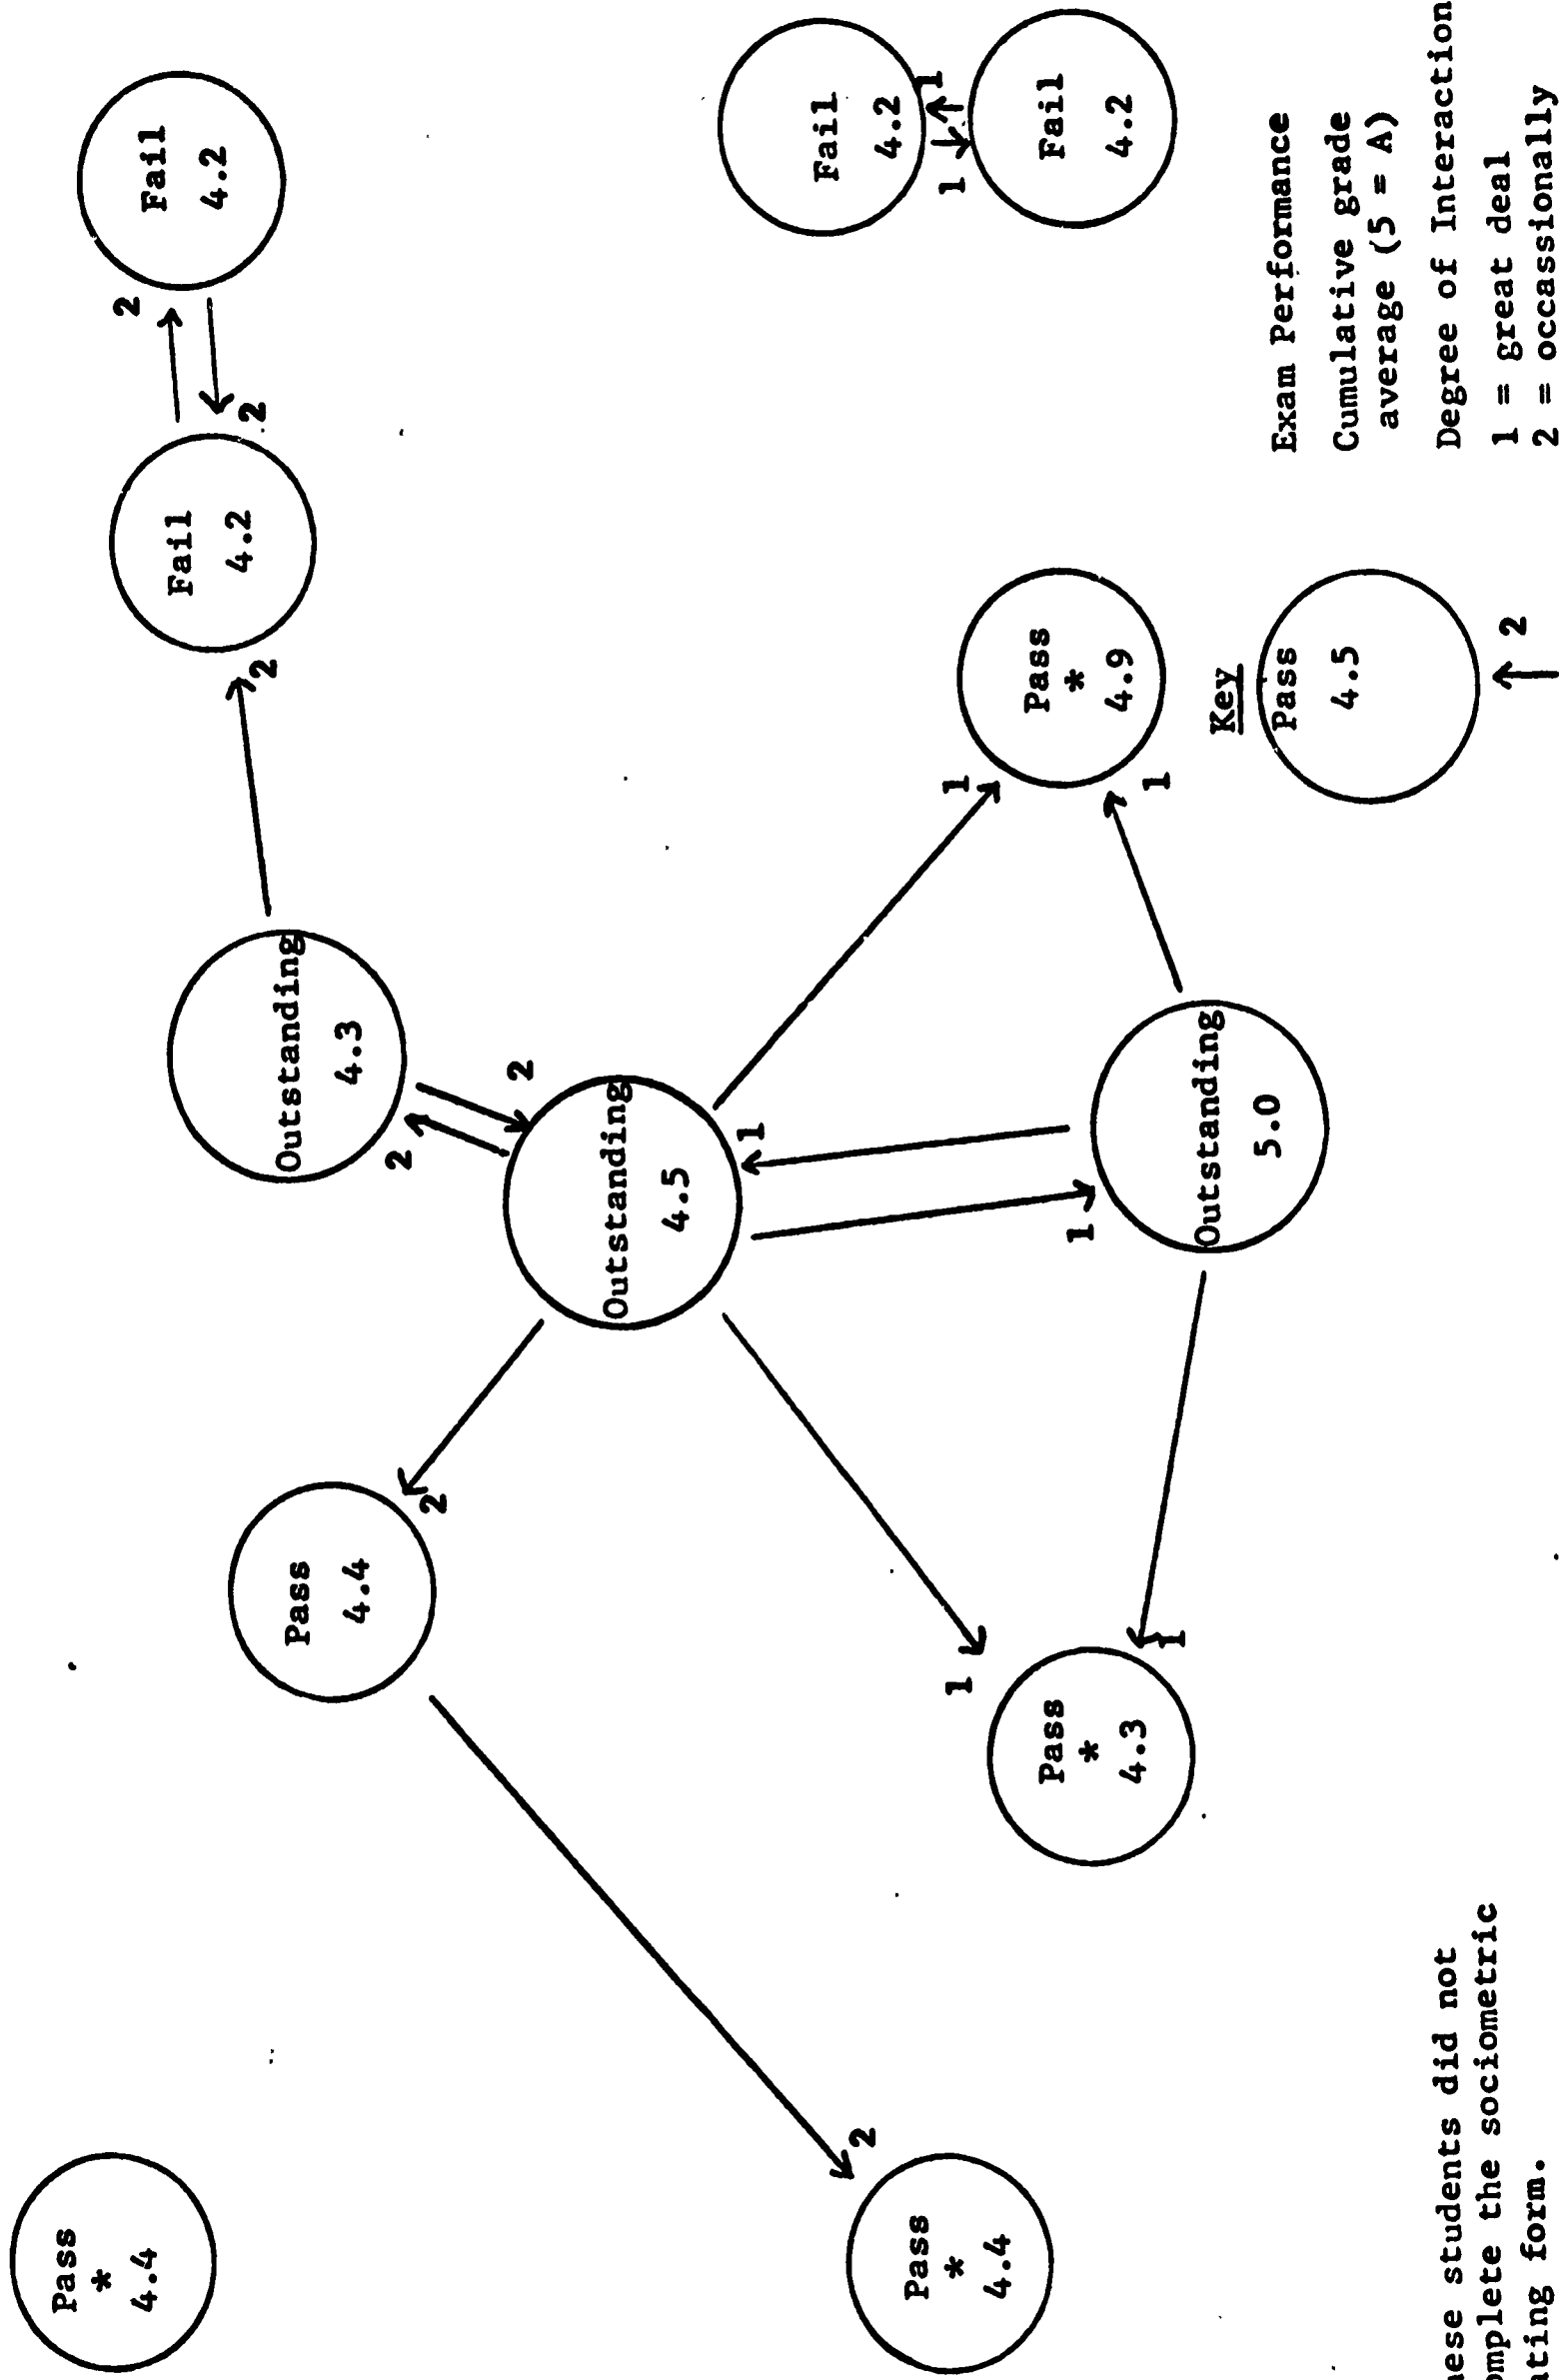 Pass
*
4.4
Fail
4.2
2
2
Fail
4.2
2
Outstanding
4.3
2
2
Pass
4.4
2
Outstanding
4.5
1
Fail
4.2
1
1
Fail
4.2
2
Pass
*
4.4
1
1
Pass
*
4.3
1
Pass
*
4.9
1
1
Outstanding
5.0
Key
Pass
4.5
2
Exam Performance
Cumulative grade
average (5 = A)
Degree of Interaction
1 = great deal
2 = occassionally
students did not
the sociometric
form.